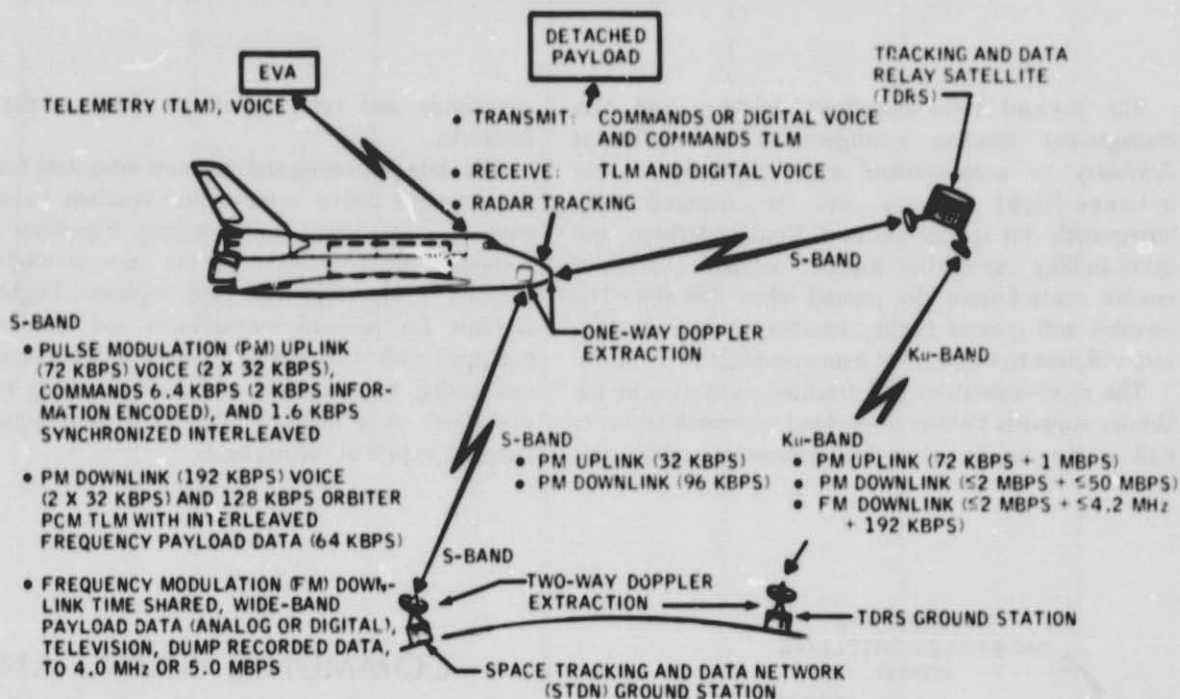 DETACHED
PAYLOAD
EVA
TRACKING AND DATA
RELAY SATELLITE
(TDRS)
TELEMETRY (TLM), VOICE
• TRANSMIT: COMMANDS OR DIGITAL VOICE
AND COMMANDS TLM
• RECEIVE: TLM AND DIGITAL VOICE
RADAR TRACKING
S-BAND
ONE-WAY DOPPLER
EXTRACTION
KU-BAND
S-BAND
• PULSE MODULATION (PM) UPLINK
(72 KBPS) VOICE (2 X 32 KBPS),
COMMANDS 6.4 KBPS (2 KBPS INFOR-
MATION ENCODED), AND 1.6 KBPS
SYNCHRONIZED INTERLEAVED
• PM DOWNLINK (192 KBPS) VOICE
(2 X 32 KBPS) AND 128 KBPS ORBITER
PCM TLM WITH INTERLEAVED
FREQUENCY PAYLOAD DATA (64 KBPS)
• FREQUENCY MODULATION (FM) DOWN-
LINK TIME SHARED, WIDE-BAND
PAYLOAD DATA (ANALOG OR DIGITAL),
TELEVISION, DUMP RECORDED DATA,
TO 4.0 MHz OR 5.0 MBPS
S-BAND
• PM UPLINK (32 KBPS)
• PM DOWNLINK (96 KBPS)
KU-BAND
• PM UPLINK (72 KBPS + 1 MBPS)
• PM DOWNLINK (≤2 MBPS + ≤50 MBPS)
• FM DOWNLINK (≤2 MBPS + ≤4.2 MHz
+ 192 KBPS)
S-BAND
TWO-WAY DOPPLER
EXTRACTION
TDRS GROUND STATION
SPACE TRACKING AND DATA NETWORK
(STDN) GROUND STATION